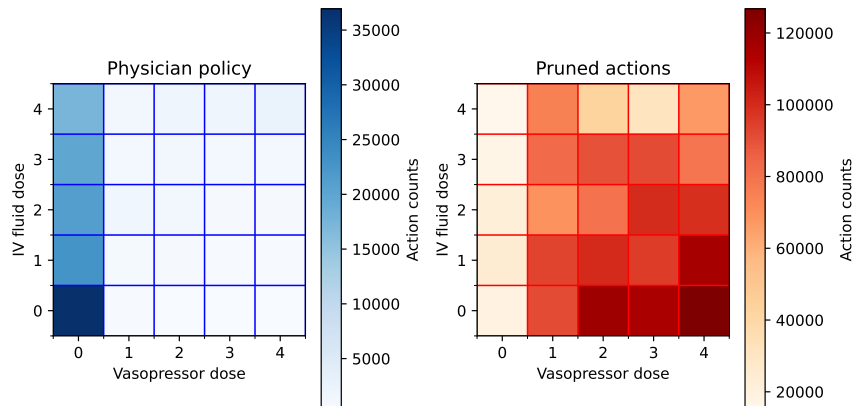 Physician policy
4
3
2
1
0
IV fluid dose
0 1 2 3 4
Vasopressor dose
35000
30000
25000
20000
15000
10000
5000
Action counts
Pruned actions
4
3
2
1
0
IV fluid dose
0 1 2 3 4
Vasopressor dose
120000
100000
80000
60000
40000
20000
Action counts